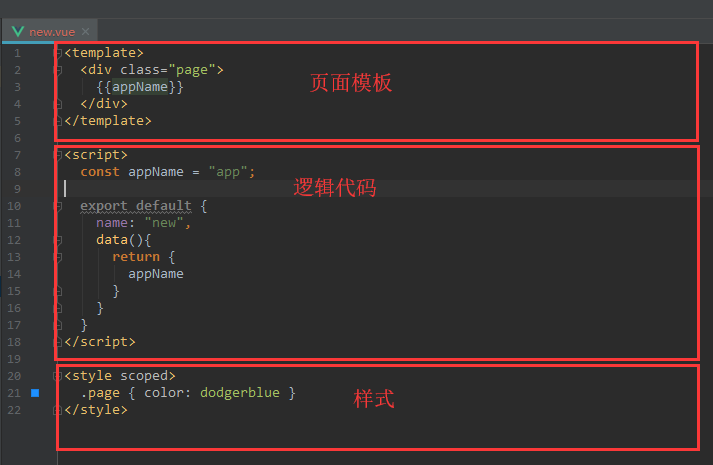 new.vue
1 <template>
2 <div class="page">
3 {{appName}}
页面模板
4 </div>
5 </template>
6
7 <script>
8 const appName = "app";
9
逻辑代码
10 export default {
11 name: "new",
12 data(){
13 return {
14 appName
15 }
16 }
17 }
18 </script>
19
20 <style scoped>
21 .page { color: dodgerblue }
样式
22 </style>